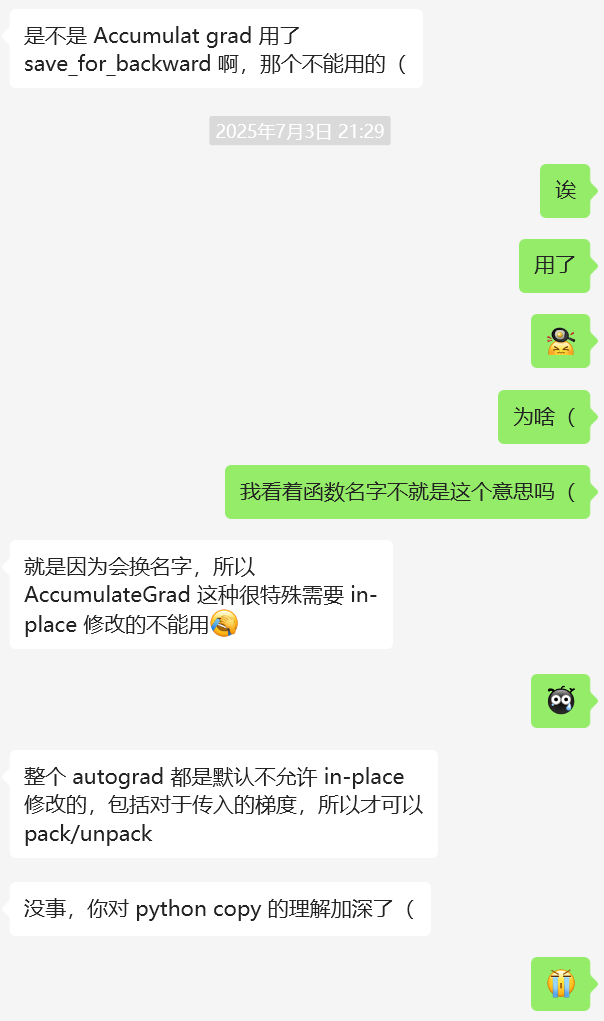 是不是 Accumulat grad 用了
save_for_backward 啊，那个不能用的（
2025年7月3日 21:29
诶
用了
为啥（
我看着函数名字不就是这个意思吗（
就是因为会换名字，所以
AccumulateGrad 这种很特殊需要 in-
place 修改的不能用🤣
整个 autograd 都是默认不允许 in-place
修改的，包括对于传入的梯度，所以才可以
pack/unpack
没事，你对 python copy 的理解加深了（
😭